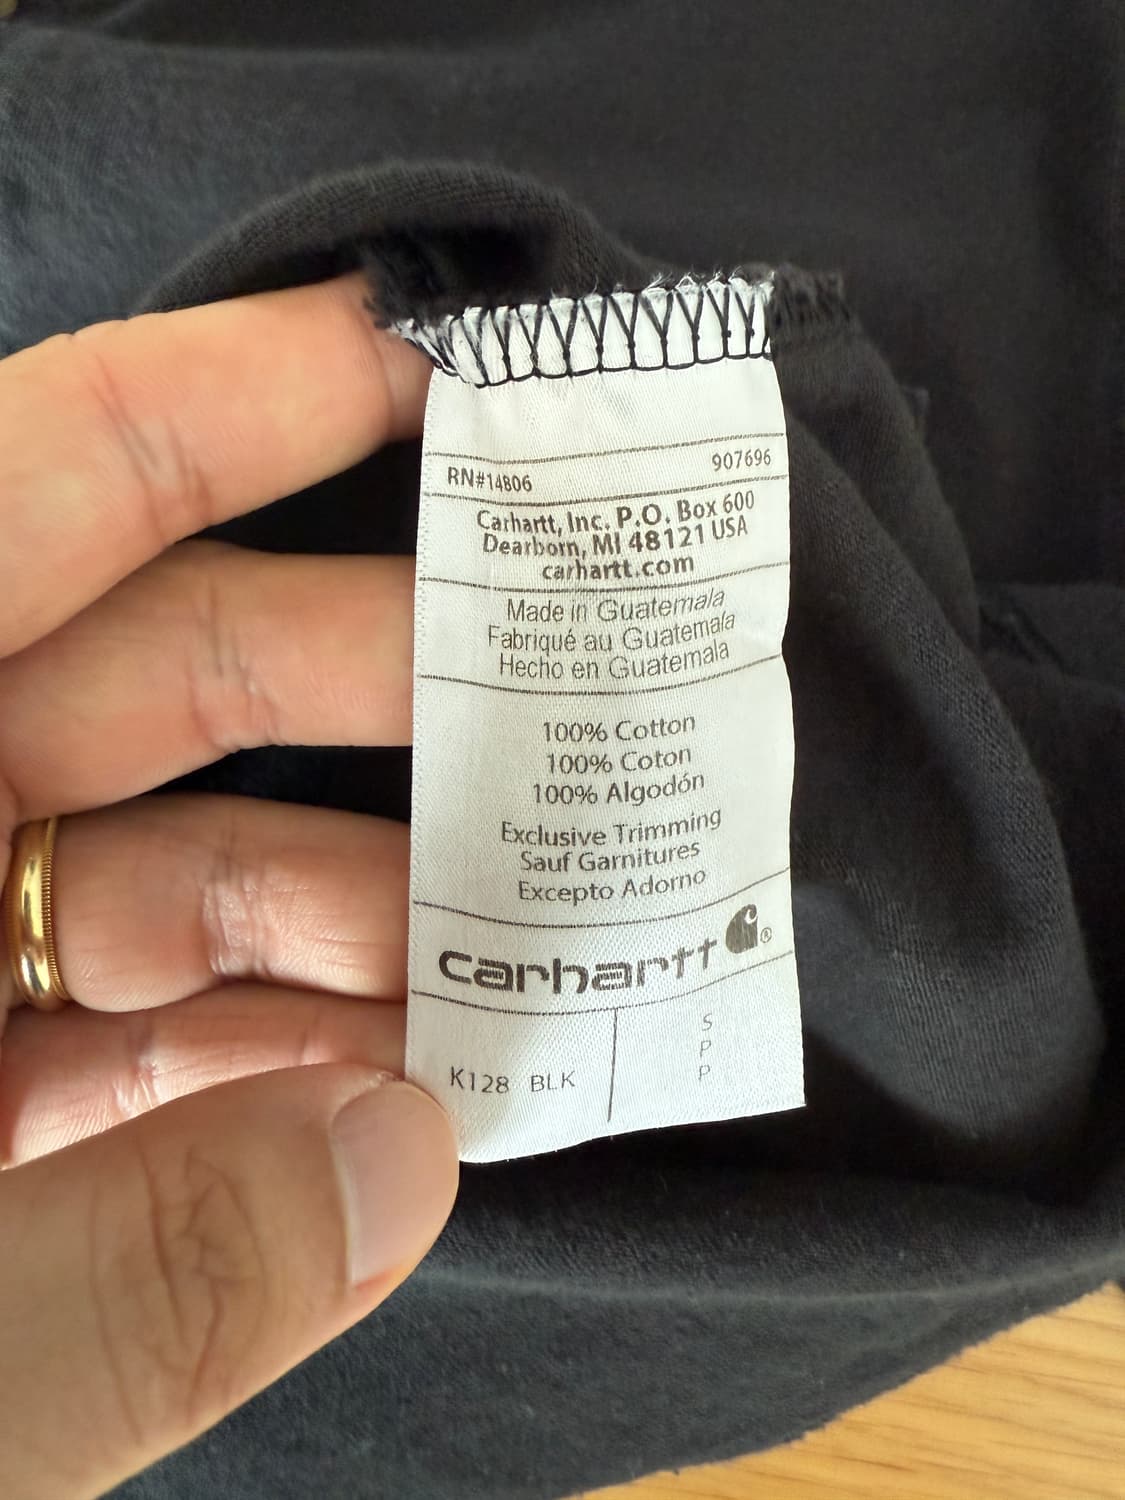 RN#14806 907696
Carhartt, Inc. P.O. Box 600
Dearborn, MI 48121 USA
carhartt.com
Made in Guatemala
Fabriqué au Guatemala
Hecho en Guatemala
100% Cotton
100% Coton
100% Algodón
Exclusive Trimming
Sauf Garnitures
Excepto Adorno
carhartt ®
K128 BLK
S
P
P